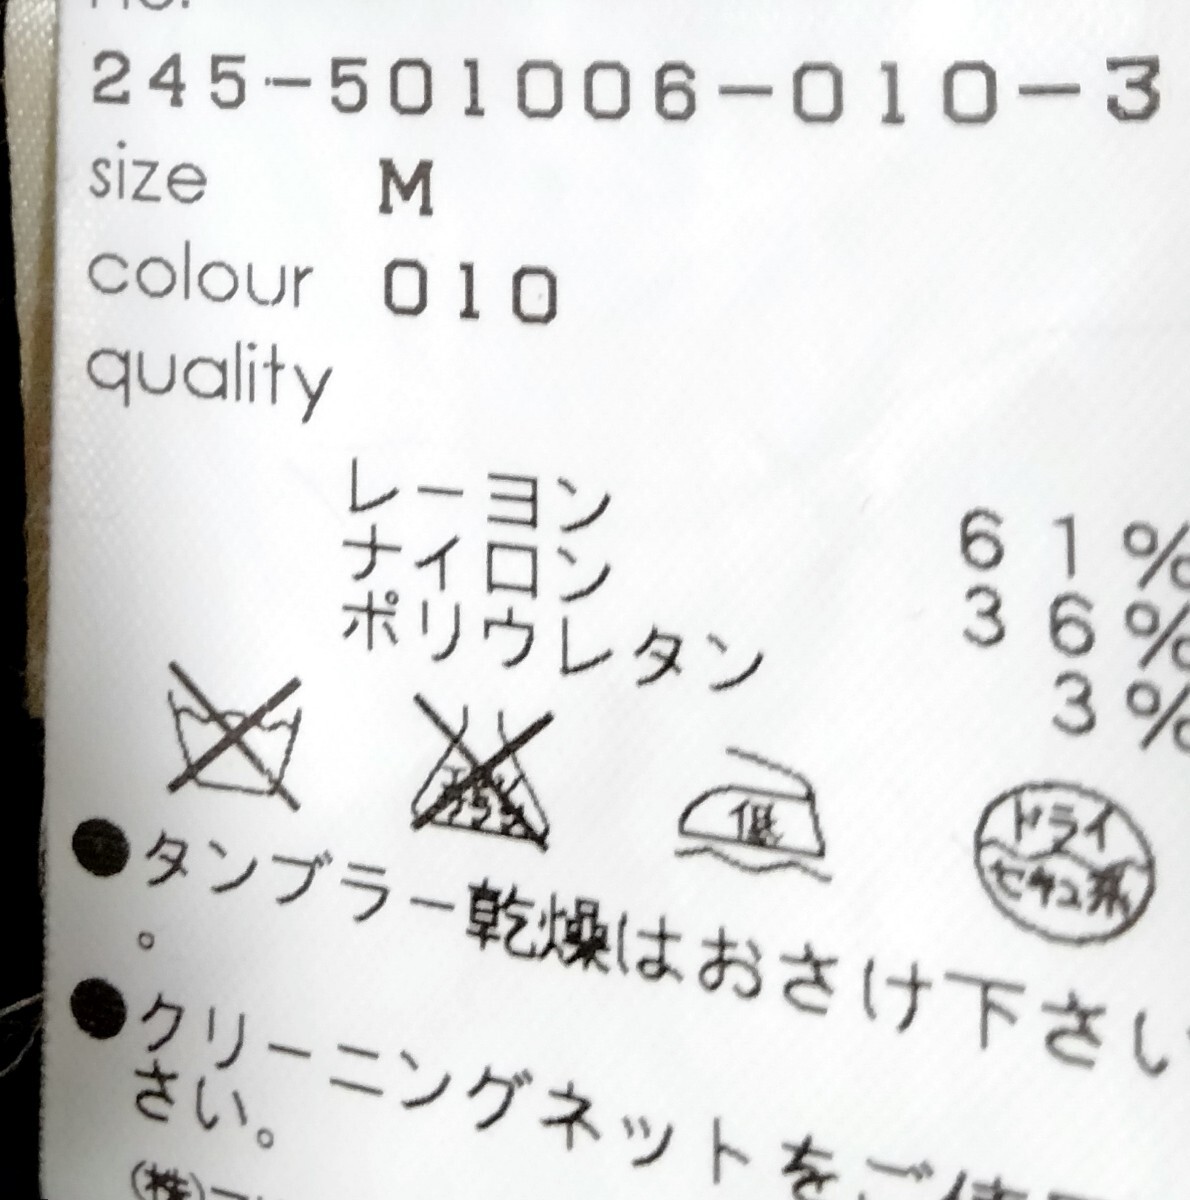 245-501006-010-3
size M
colour 010
quality
レーヨン 61%
ナイロン 36%
ポリウレタン 3%
低
ドライ
セキユ系
●タンブラー乾燥はおさけ下さい
。
●クリーニングネットをご使
さい。
(株)